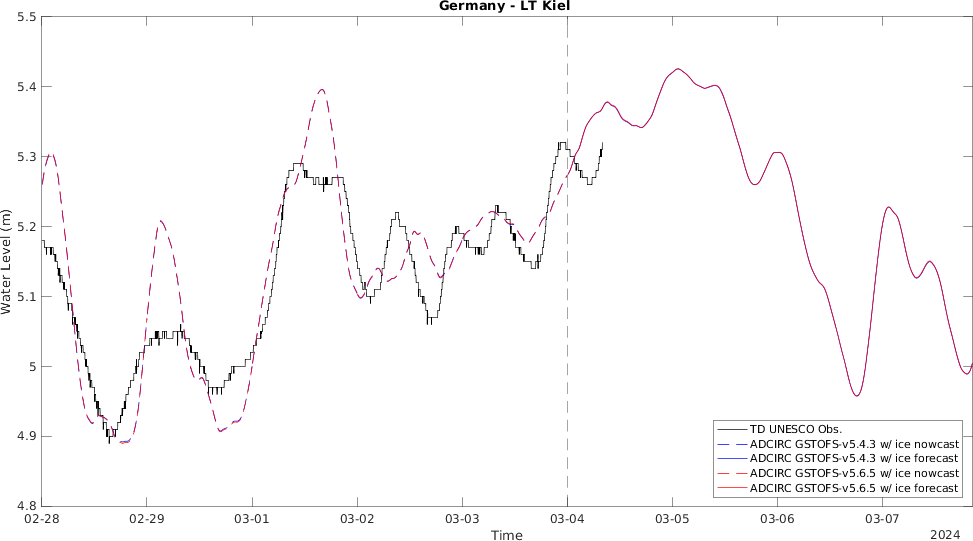 Germany - LT Kiel
5.5
5.4
5.3
5.2
5.1
5
4.9
4.8
Water Level (m)
02-28 02-29 03-01 03-02 03-03 03-04 03-05 03-06 03-07
Time
2024
TD UNESCO Obs.
ADCIRC GSTOFS-v5.4.3 w/ ice nowcast
ADCIRC GSTOFS-v5.4.3 w/ ice forecast
ADCIRC GSTOFS-v5.6.5 w/ ice nowcast
ADCIRC GSTOFS-v5.6.5 w/ ice forecast